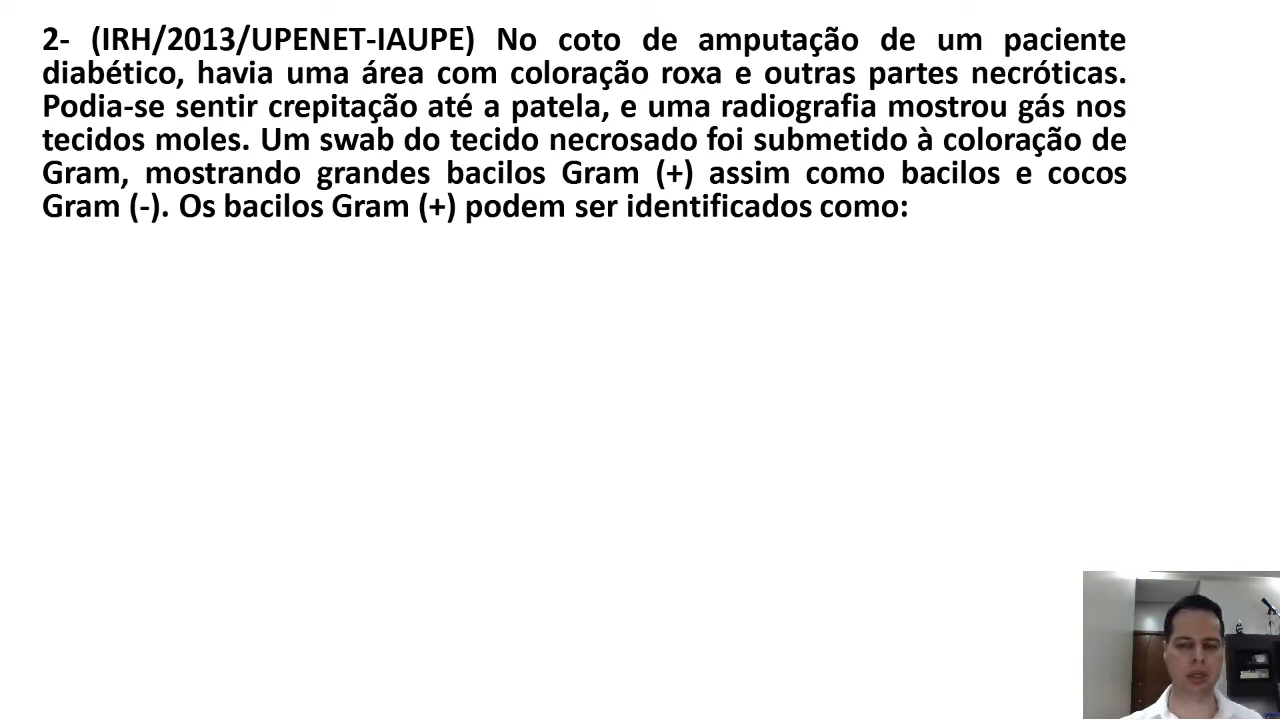 2- (IRH/2013/UPENET-IAUPE) No coto de amputação de um paciente
diabético, havia uma área com coloração roxa e outras partes necróticas.
Podia-se sentir crepitação até a patela, e uma radiografia mostrou gás nos
tecidos moles. Um swab do tecido necrosado foi submetido à coloração de
Gram, mostrando grandes bacilos Gram (+) assim como bacilos e cocos
Gram (-). Os bacilos Gram (+) podem ser identificados como: